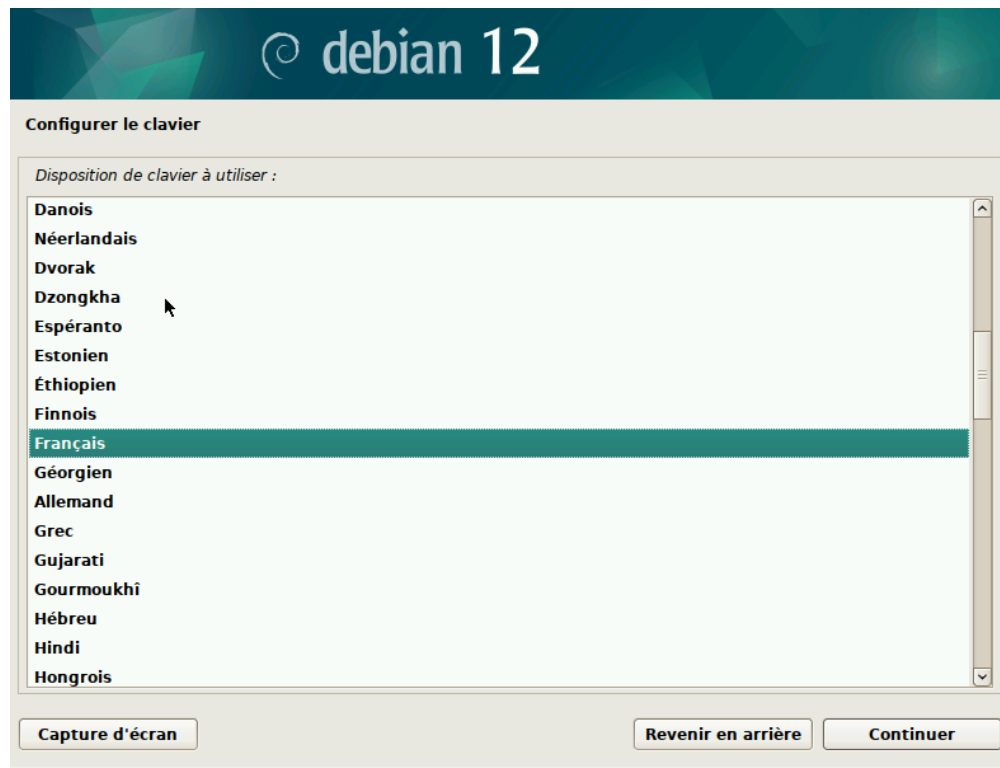 debian 12
Configurer le clavier
Disposition de clavier à utiliser :
Danois
Néerlandais
Dvorak
Dzongkha
Espéranto
Estonien
Éthiopien
Finnois
Français
Géorgien
Allemand
Grec
Gujarati
Gourmoukhî
Hébreu
Hindi
Hongrois
Capture d'écran
Revenir en arrière
Continuer